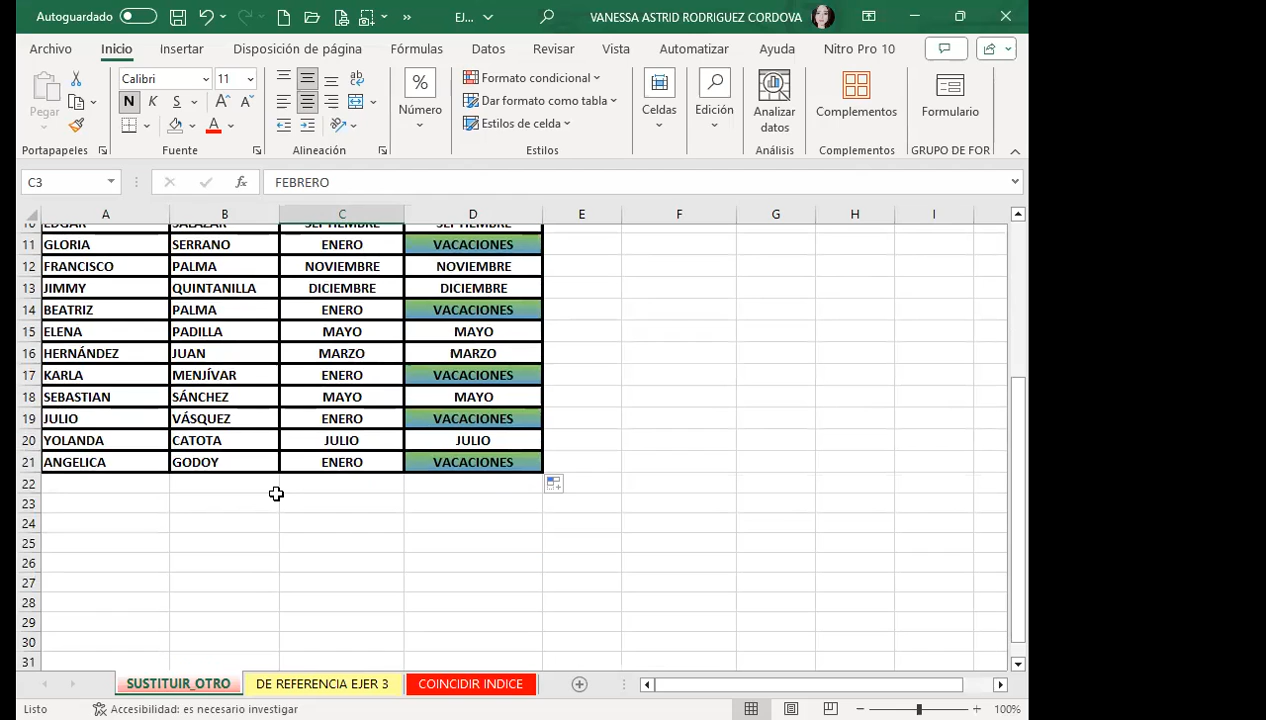 Autoguardado EJ... VANESSA ASTRID RODRIGUEZ CORDOVA
Archivo Inicio Insertar Disposición de página Fórmulas Datos Revisar Vista Automatizar Ayuda Nitro Pro 10
Pegar Calibri 11 N K S Número Formato condicional Dar formato como tabla Estilos de celda Celdas Edición Analizar datos Complementos Formulario
Portapapeles Fuente Alineación Estilos Análisis Complementos GRUPO DE FOR
C3 fx FEBRERO
A B C D E F G H I
10 EDGAR SALAZAR SEPTIEMBRE SEPTIEMBRE
11 GLORIA SERRANO ENERO VACACIONES
12 FRANCISCO PALMA NOVIEMBRE NOVIEMBRE
13 JIMMY QUINTANILLA DICIEMBRE DICIEMBRE
14 BEATRIZ PALMA ENERO VACACIONES
15 ELENA PADILLA MAYO MAYO
16 HERNÁNDEZ JUAN MARZO MARZO
17 KARLA MENJÍVAR ENERO VACACIONES
18 SEBASTIAN SÁNCHEZ MAYO MAYO
19 JULIO VÁSQUEZ ENERO VACACIONES
20 YOLANDA CATOTA JULIO JULIO
21 ANGELICA GODOY ENERO VACACIONES
22
23
24
25
26
27
28
29
30
31
SUSTITUIR_OTRO DE REFERENCIA EJER 3 COINCIDIR INDICE
Listo Accesibilidad: es necesario investigar 100%